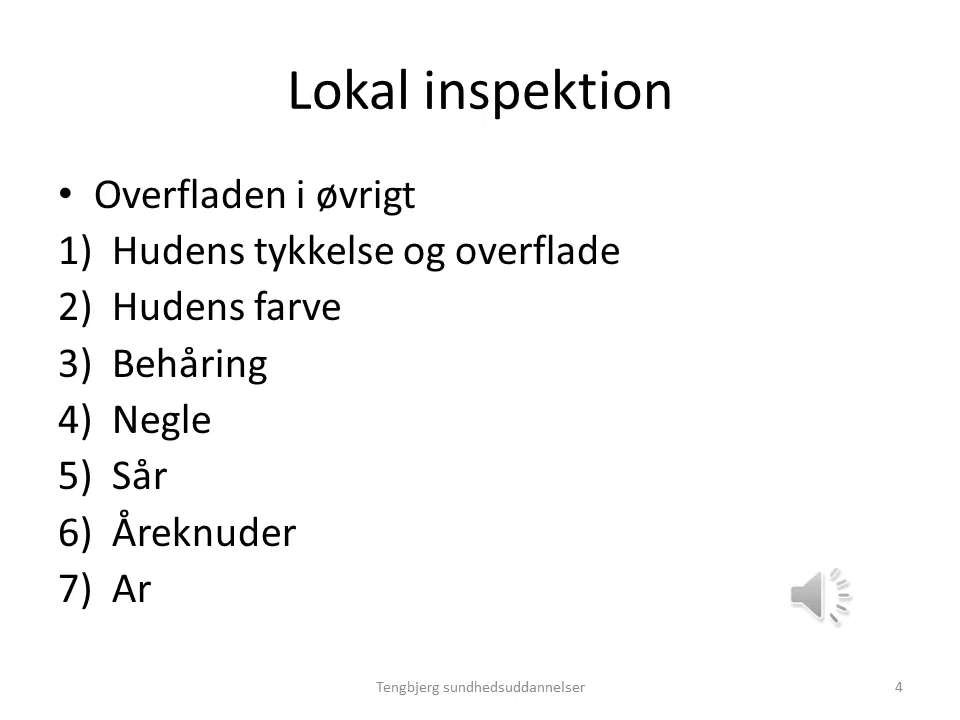 Lokal inspektion
• Overfladen i øvrigt
1) Hudens tykkelse og overflade
2) Hudens farve
3) Behåring
4) Negle
5) Sår
6) Åreknuder
7) Ar
Tengbjerg sundhedsuddannelser
4